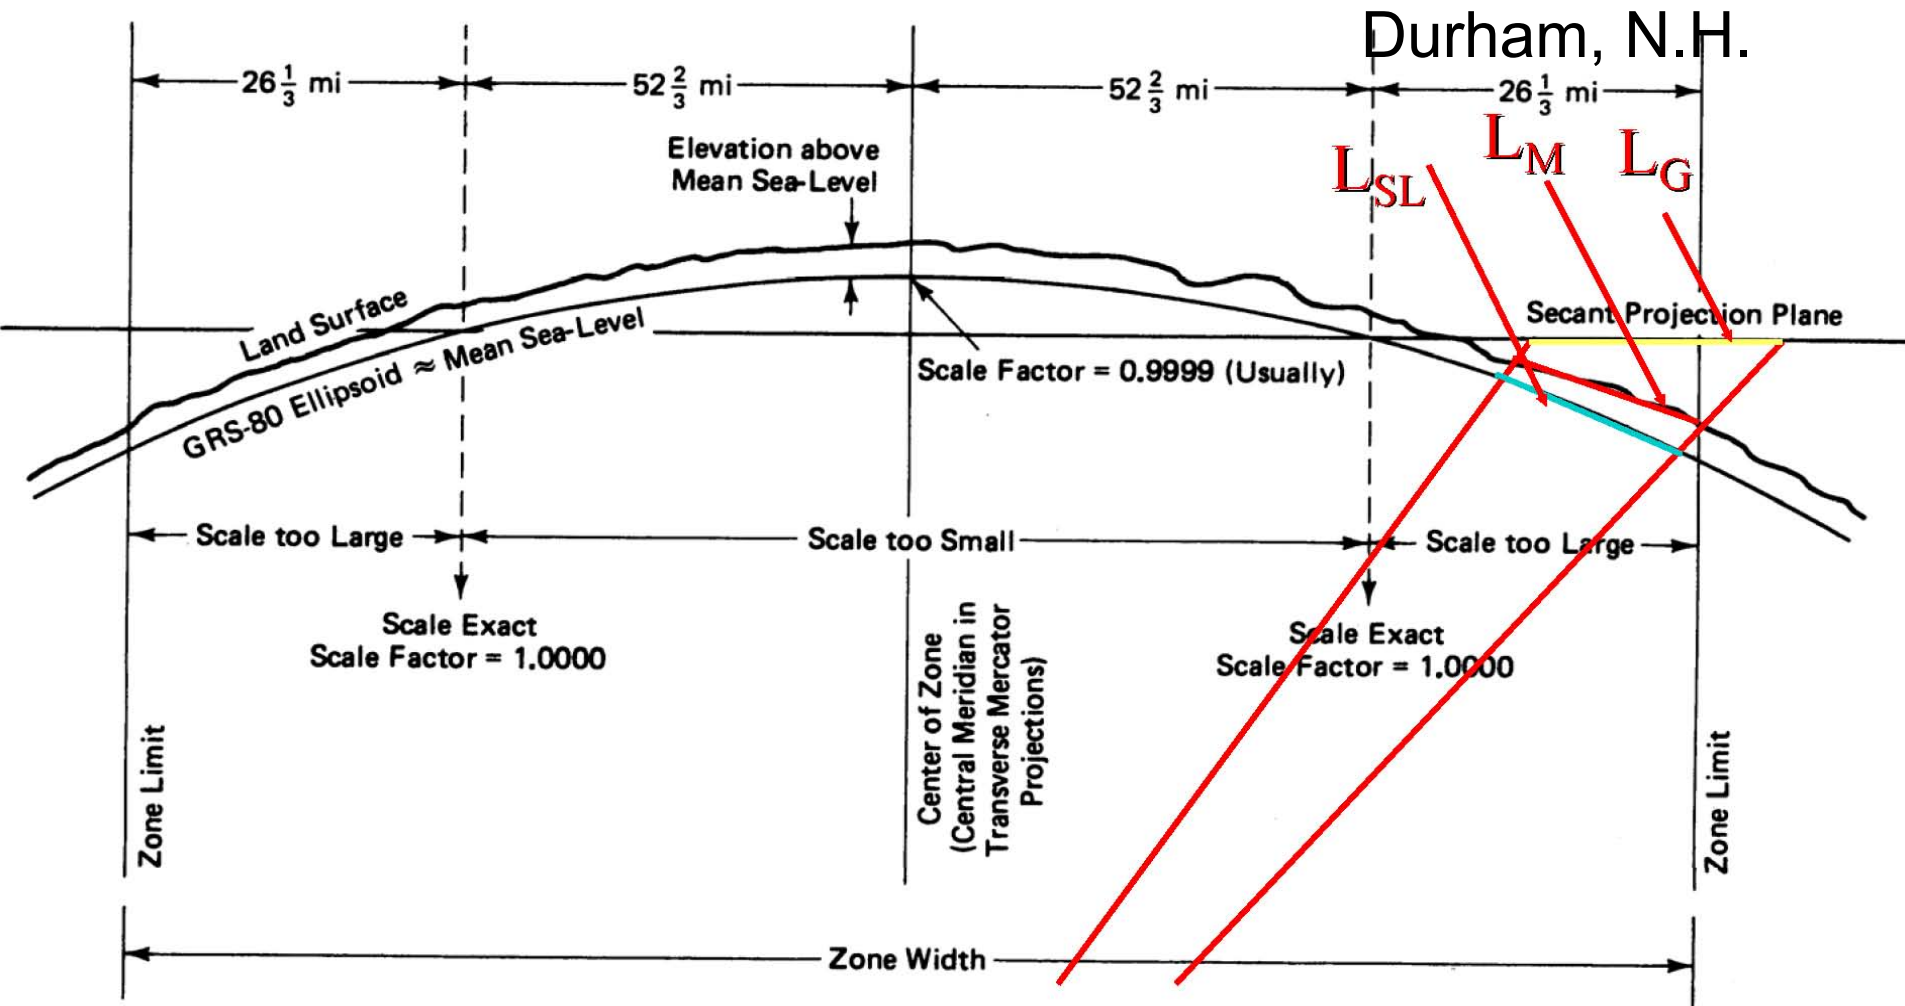 Durham, N.H.
26 1/3 mi
52 2/3 mi
52 2/3 mi
26 1/3 mi
Elevation above
Mean Sea-Level
L_SL
L_M
L_G
Land Surface
GRS-80 Ellipsoid ≈ Mean Sea-Level
Secant Projection Plane
Scale Factor = 0.9999 (Usually)
Scale too Large
Scale too Small
Scale too Large
Scale Exact
Scale Factor = 1.0000
Scale Exact
Scale Factor = 1.0000
Zone Limit
Center of Zone
(Central Meridian in
Transverse Mercator
Projections)
Zone Limit
Zone Width